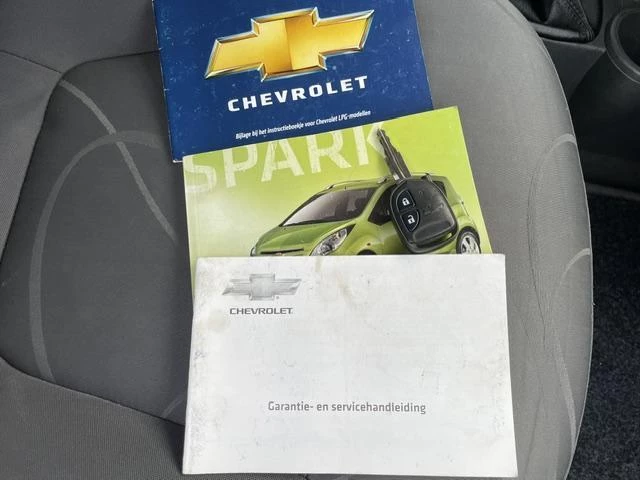 CHEVROLET
Bijlage bij het instructieboekje voor Chevrolet LPG-modellen
SPARK
CHEVROLET
Garantie- en servicehandleiding